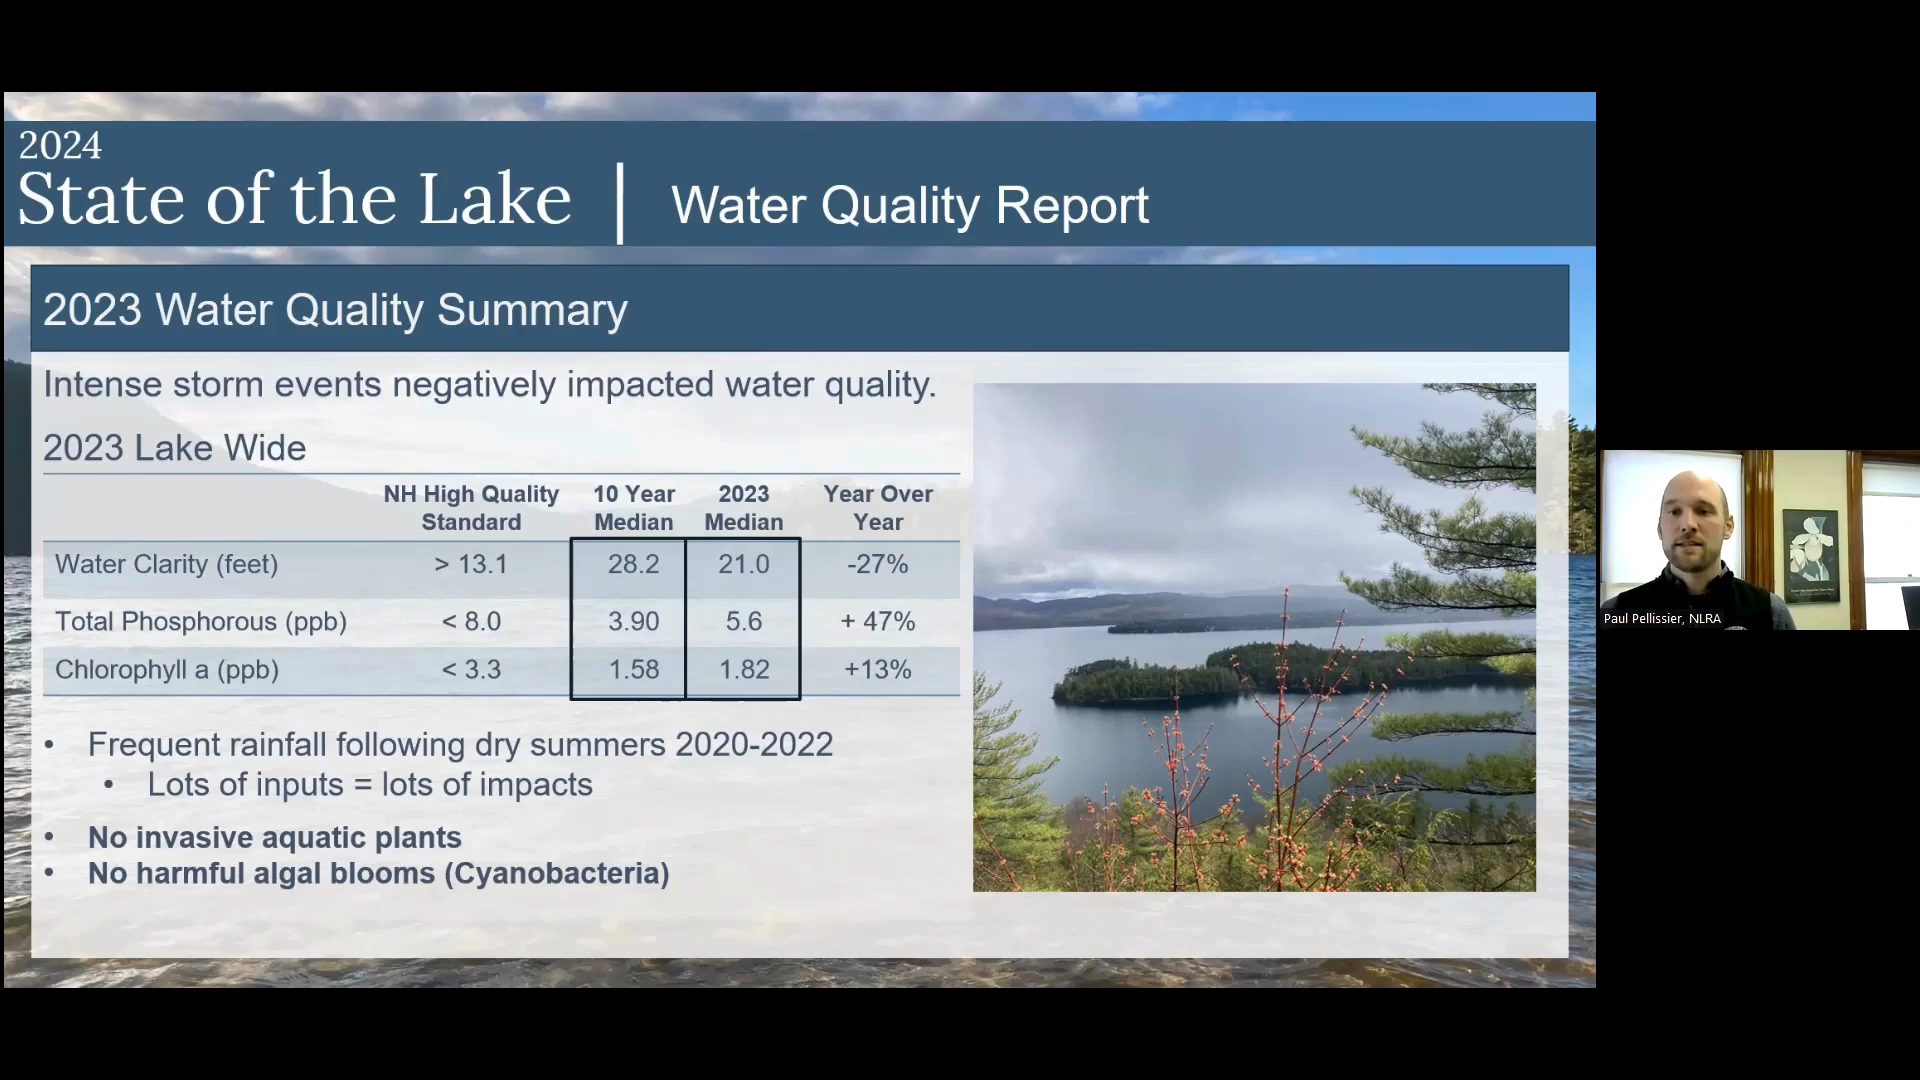 2024
State of the Lake | Water Quality Report
2023 Water Quality Summary
Intense storm events negatively impacted water quality.
2023 Lake Wide
NH High Quality Standard 10 Year Median 2023 Median Year Over Year
Water Clarity (feet) > 13.1 28.2 21.0 -27%
Total Phosphorous (ppb) < 8.0 3.90 5.6 + 47%
Chlorophyll a (ppb) < 3.3 1.58 1.82 +13%
• Frequent rainfall following dry summers 2020-2022
• Lots of inputs = lots of impacts
• No invasive aquatic plants
• No harmful algal blooms (Cyanobacteria)
Paul Pellissier, NLRA